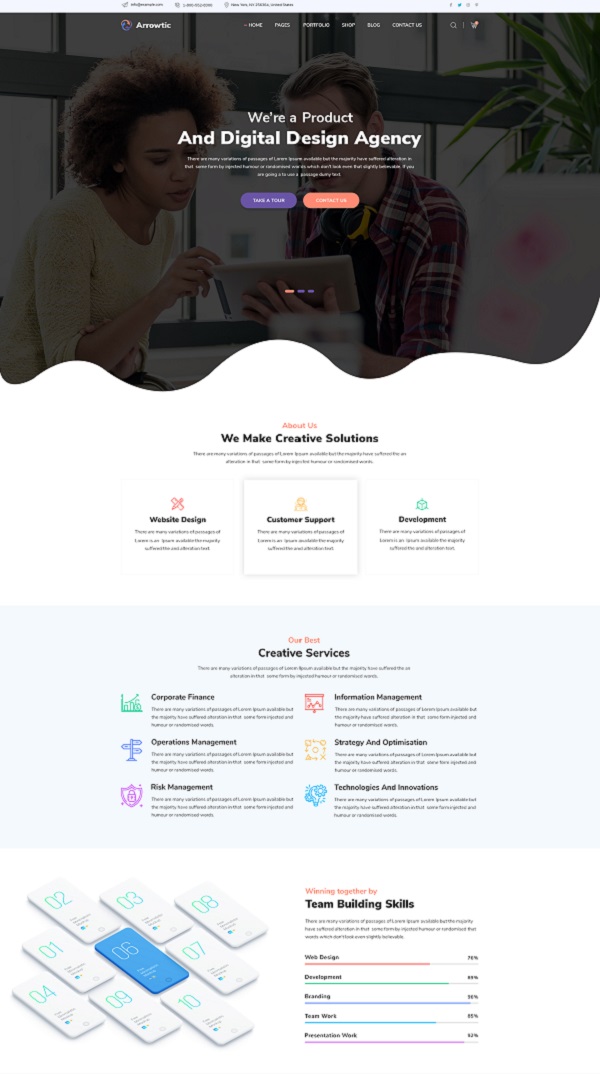 info@example.com
New York, NY 255036, United States
Arrowtic
HOME PAGES PORTFOLIO SHOP BLOG CONTACT US
We're a Product
And Digital Design Agency
There are many variations of passages of Lorem Ipsum available but the majority have suffered alteration in
that some form by injected humour or randomised words which don't look even that slightly believable. If you
are going a to use a passage dumy text.
TAKE A TOUR CONTACT US
About Us
We Make Creative Solutions
There are many variations of passages of Lorem Ipsum available but the majority have suffered the an
alteration in that some form by injected humour or randomised words.
Website Design
There are many variations of passages of
Lorem is an Ipsum available the majority
suffered the and alteration text.
Customer Support
There are many variations of passages of
Lorem is an Ipsum available the majority
suffered the and alteration text.
Development
There are many variations of passages of
Lorem is an Ipsum available the majority
suffered the and alteration text.
Our Best
Creative Services
There are many variations of passages of Lorem Ipsum available but the majority have suffered the an
alteration in that some form by injected humour or randomised words.
Corporate Finance
There are many variations of passages of Lorem Ipsum available but
the majority have suffered alteration in that some form injected and
humour or randomised words.
Information Management
There are many variations of passages of Lorem Ipsum available but
the majority have suffered alteration in that some form injected and
humour or randomised words.
Operations Management
There are many variations of passages of Lorem Ipsum available but
the majority have suffered alteration in that some form injected and
humour or randomised words.
Strategy And Optimisation
There are many variations of passages of Lorem Ipsum available but
the majority have suffered alteration in that some form injected and
humour or randomised words.
Risk Management
There are many variations of passages of Lorem Ipsum available but
the majority have suffered alteration in that some form injected and
humour or randomised words.
Technologies And Innovations
There are many variations of passages of Lorem Ipsum available but
the majority have suffered alteration in that some form injected and
humour or randomised words.
02
03
08
01
06
07
04
09
10
Winning together by
Team Building Skills
There are many variations of passages of Lorem Ipsum available but the majority
have suffered alteration in that some form by injected humour or randomised that
words which don't look even slightly believable.
Web Design 76%
Development
Branding 96%
Team Work 85%
Presentation Work 92%